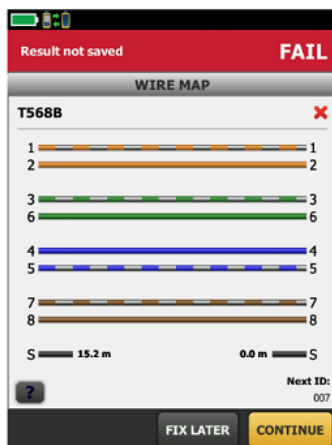 Result not saved FAIL
WIRE MAP
T568B
1 1
2 2
3 3
6 6
4 4
5 5
7 7
8 8
S 15.2 m 0.0 m S
? Next ID:
007
FIX LATER CONTINUE